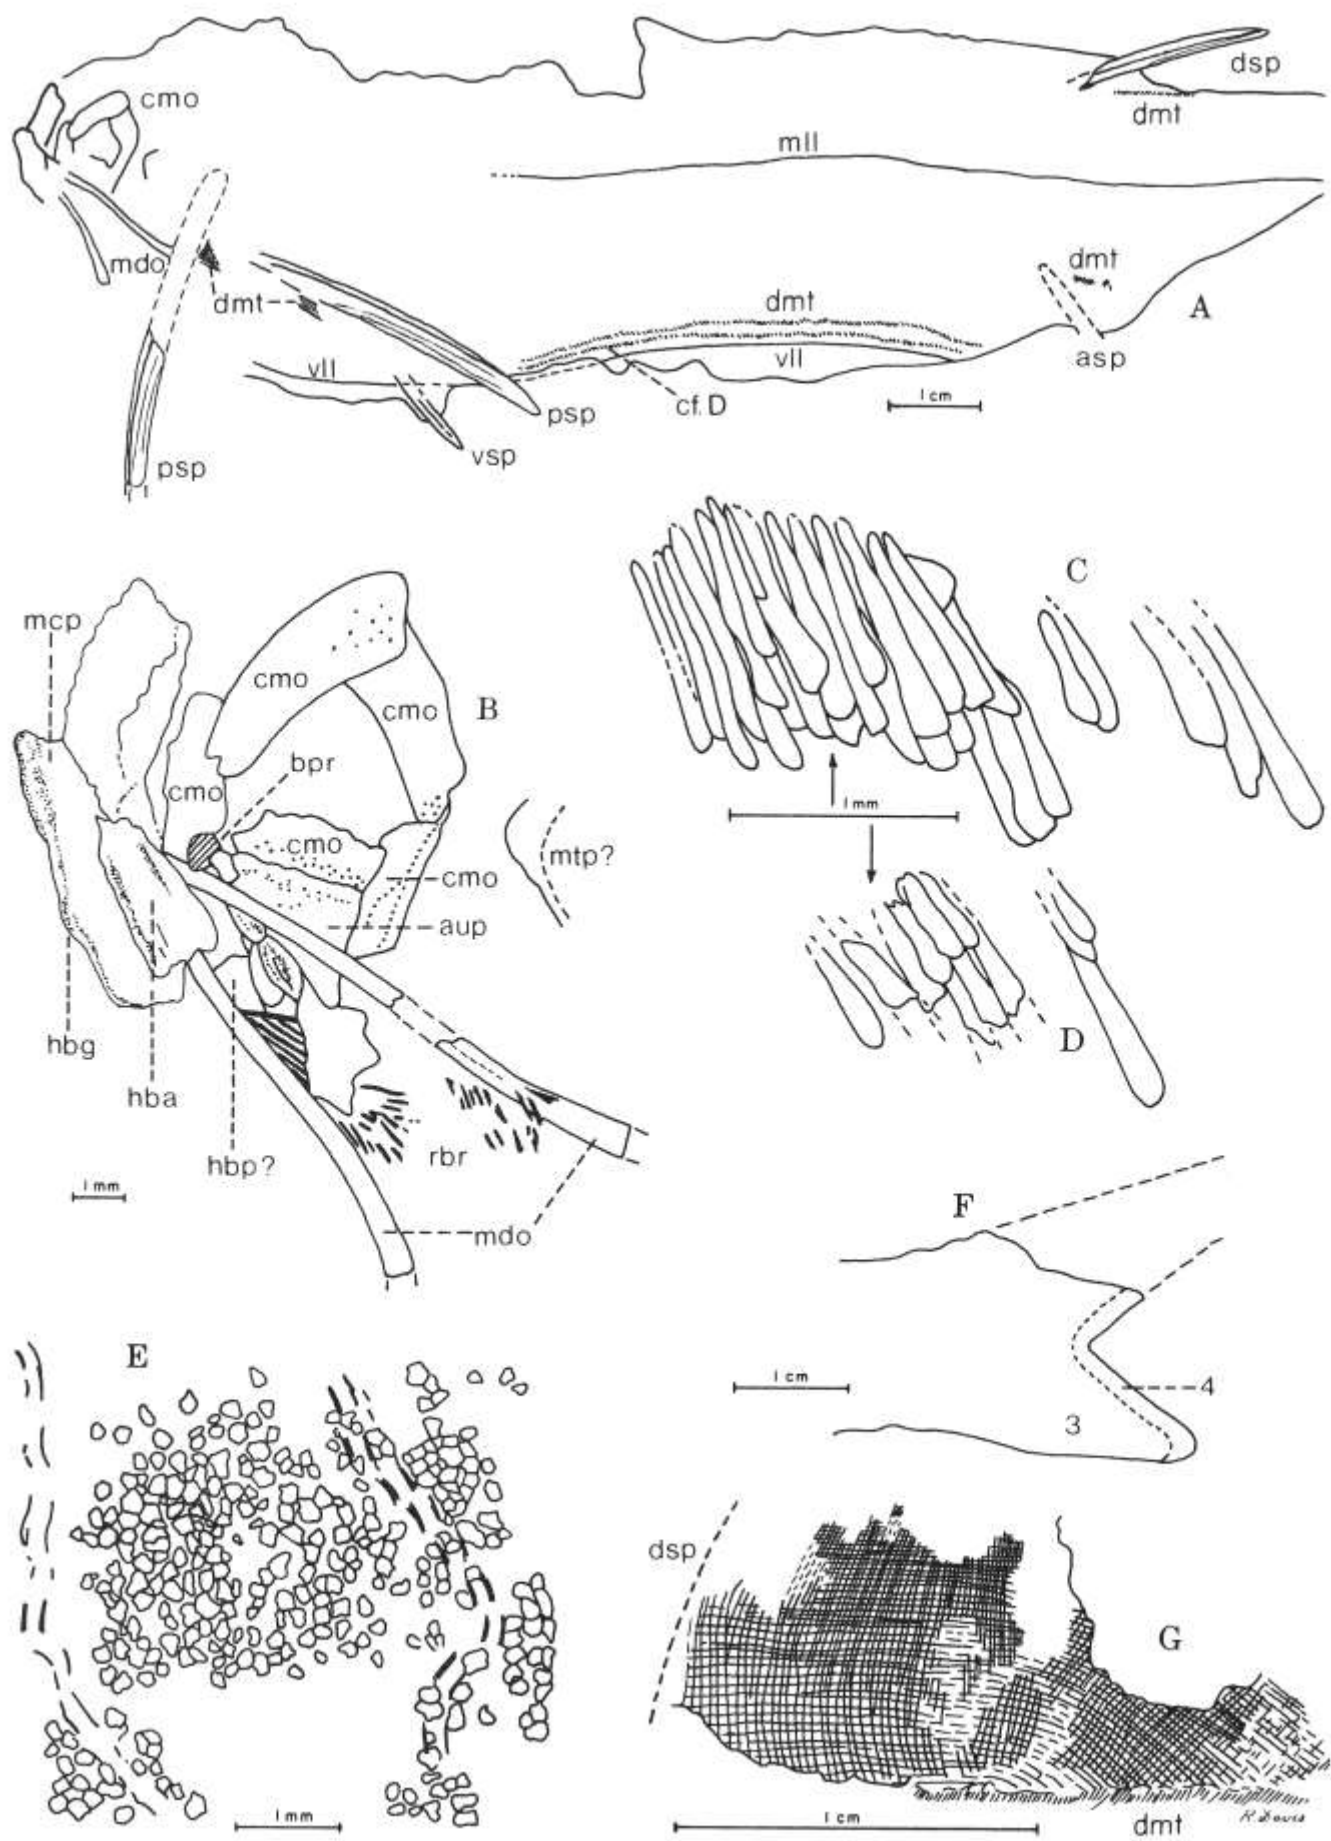 cmo
dsp
dmt
mll
mdo
dmt
dmt
dmt
A
vll
vll
asp
cf. D
1 cm
psp
vsp
psp
C
mcp
cmo
cmo
B
bpr
cmo
1 mm
cmo
mtp?
cmo
aup
hbg
D
hba
hbp?
rbr
1 mm
mdo
F
E
1 cm
4
3
dsp
G
1 mm
1 cm
dmt
R. Davis